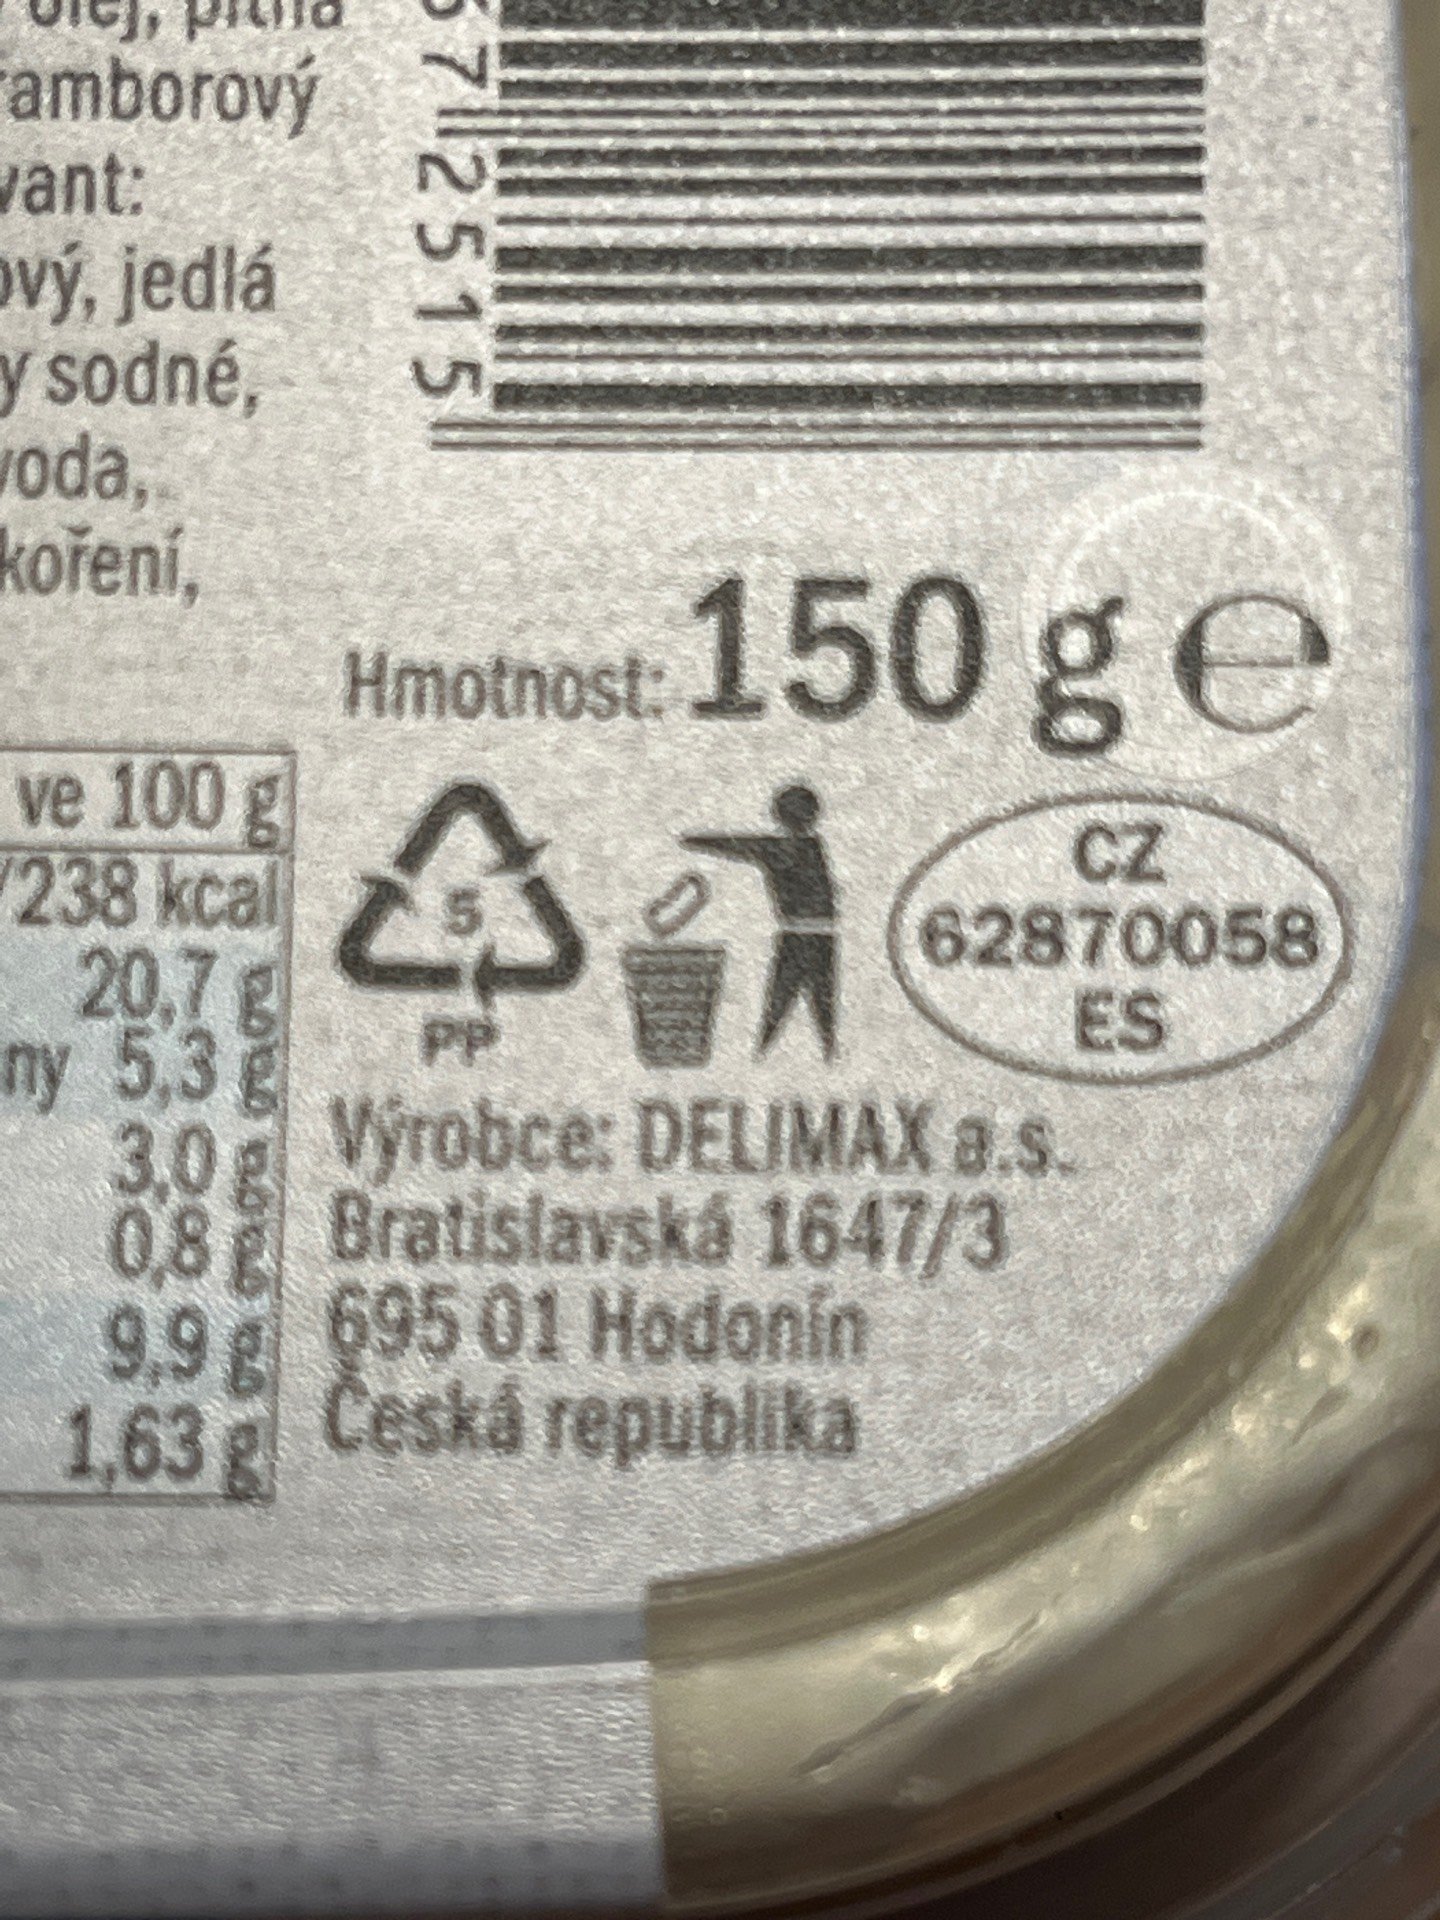 olej, pitná
ramborový
vant:
ový, jedlá
y sodné,
voda,
koření,
7 2515
Hmotnost: 150 g ℮
ve 100 g
/238 kcal
20,7 g
ny 5,3 g
3,0 g
0,8 g
9,9 g
1,63 g
5
PP
CZ
62870058
ES
Výrobce: DELIMAX a.s.
Bratislavská 1647/3
695 01 Hodonín
Česká republika